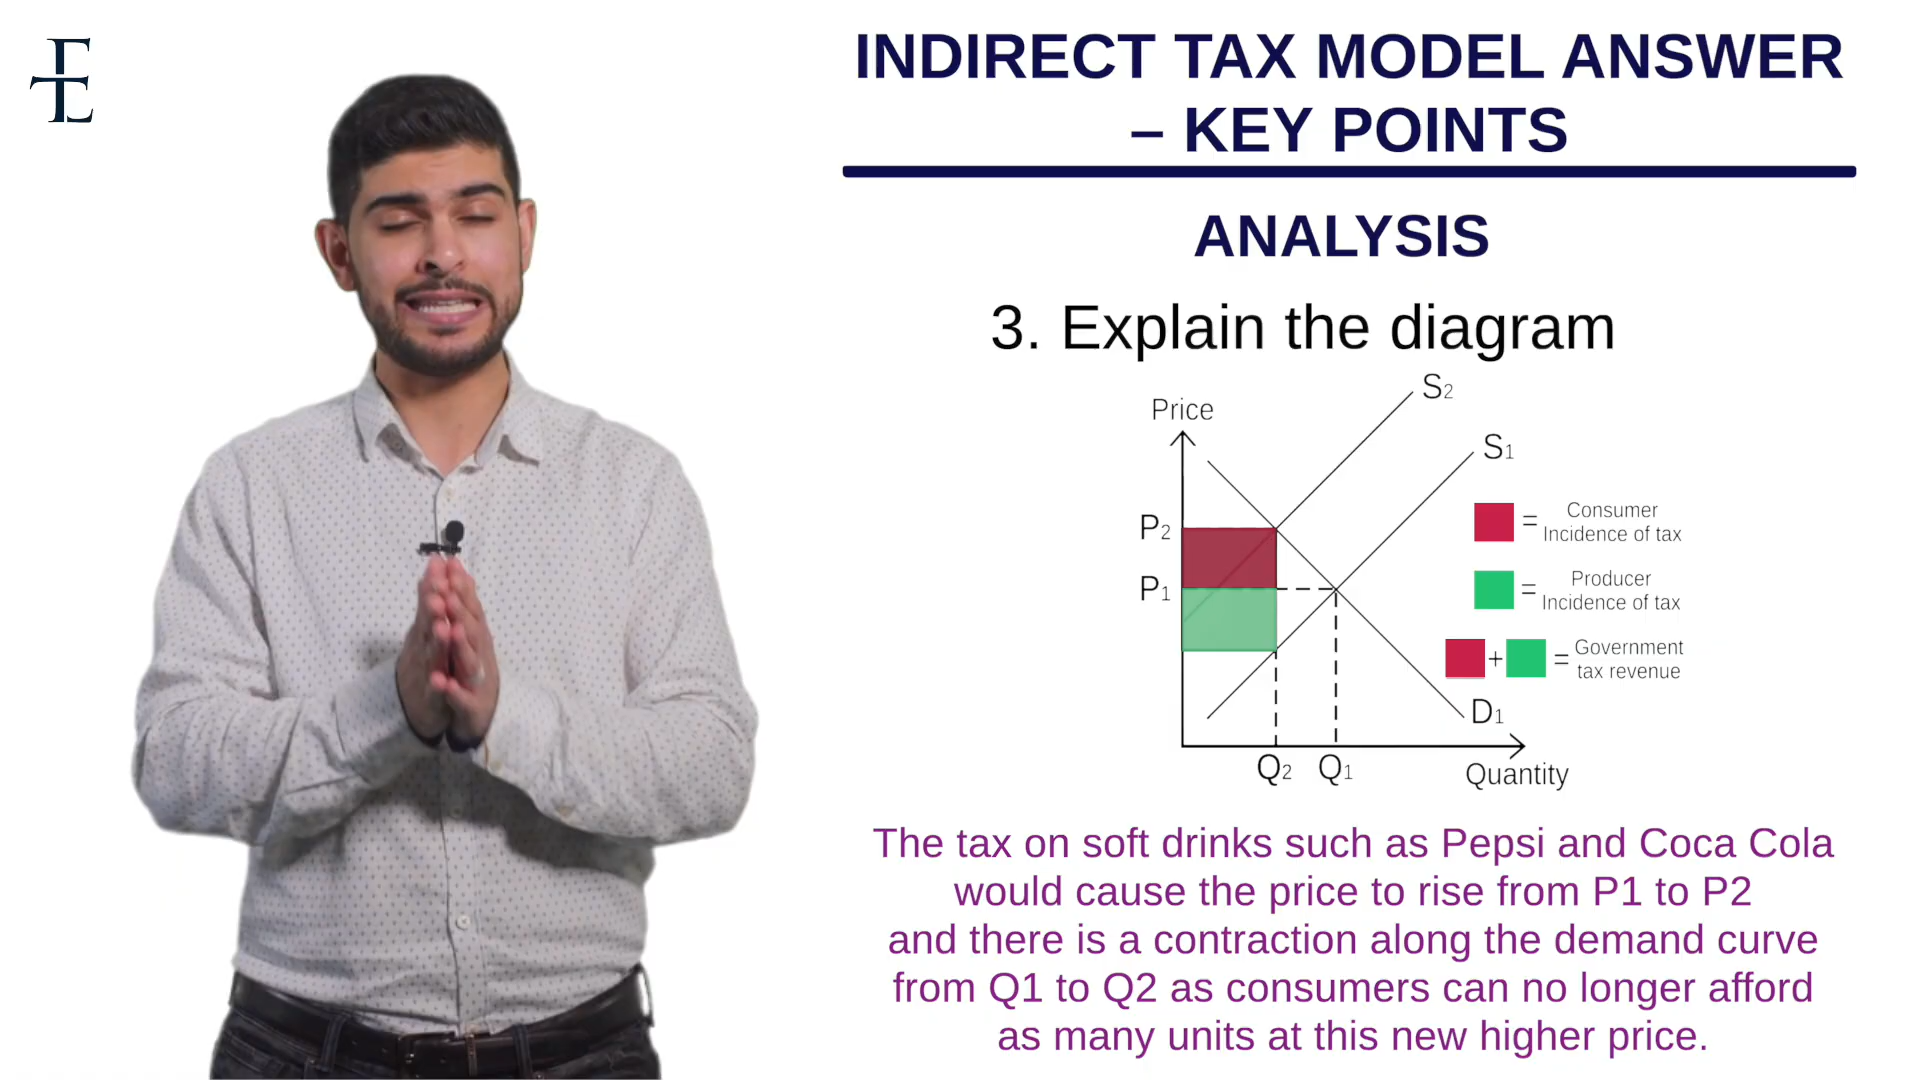 INDIRECT TAX MODEL ANSWER
– KEY POINTS
ANALYSIS
3. Explain the diagram
Price
S2
S1
P2
P1
D1
Q2
Q1
Quantity
= Consumer
Incidence of tax
= Producer
Incidence of tax
+ = Government
tax revenue
The tax on soft drinks such as Pepsi and Coca Cola
would cause the price to rise from P1 to P2
and there is a contraction along the demand curve
from Q1 to Q2 as consumers can no longer afford
as many units at this new higher price.